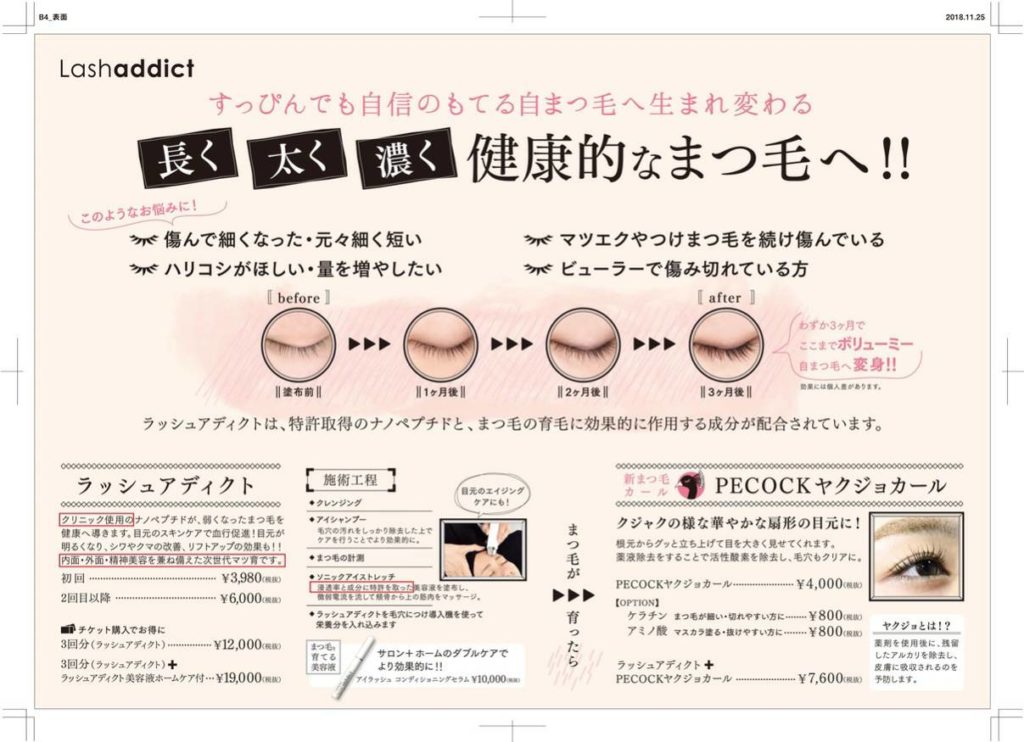 B4_表面
2018.11.25
Lashaddict
すっぴんでも自信のもてる自まつ毛へ生まれ変わる
長く 太く 濃く 健康的なまつ毛へ!!
このようなお悩みに!
傷んで細くなった・元々細く短い
マツエクやつけまつ毛を続け傷んでいる
ハリコシがほしい・量を増やしたい
ビューラーで傷み切れている方
before
after
塗布前
1ヶ月後
2ヶ月後
3ヶ月後
わずか3ヶ月で
ここまでボリューミー
自まつ毛へ変身!!
効果には個人差があります。
ラッシュアディクトは、特許取得のナノペプチドと、まつ毛の育毛に効果的に作用する成分が配合されています。
ラッシュアディクト
クリニック使用のナノペプチドが、弱くなったまつ毛を
健康へ導きます。目元のスキンケアで血行促進!目元が
明るくなり、シワやクマの改善、リフトアップの効果も!!
内面・外面・精神美容を兼ね備えた次世代マツ育です。
初回 ¥3,980(税抜)
2回目以降 ¥6,000(税抜)
チケット購入でお得に
3回分(ラッシュアディクト) ¥12,000(税抜)
3回分(ラッシュアディクト)+
ラッシュアディクト美容液ホームケア付 ¥19,000(税抜)
施術工程
◆クレンジング
◆アイシャンプー
毛穴の汚れをしっかり除去した上で
ケアを行うことでより効果的に。
◆まつ毛の計測
◆ソニックアイストレッチ
浸透率と成分に特許を取った美容液を塗布し、
微弱電流を流して頬骨から上の筋肉をマッサージ。
◆ラッシュアディクトを毛穴につけ導入機を使って
栄養分を入れ込みます
目元のエイジング
ケアにも!
まつ毛を
育てる
美容液
サロン+ホームのダブルケアで
より効果的に!!
アイラッシュ コンディショニングセラム ¥10,000(税抜)
まつ毛が
育ったら
新まつ毛
カール
PECOCKヤクジョカール
クジャクの様な華やかな扇形の目元に!
根元からグッと立ち上げて目を大きく見せてくれます。
薬液除去をすることで活性酸素を除去し、毛穴もクリアに。
PECOCKヤクジョカール ¥4,000(税抜)
【OPTION】
ケラチン まつ毛が細い・切れやすい方に ¥800(税抜)
アミノ酸 マスカラ塗る・抜けやすい方に ¥800(税抜)
ラッシュアディクト+
PECOCKヤクジョカール ¥7,600(税抜)
ヤクジョとは!?
薬剤を使用後に、残留
したアルカリを除去し、
皮膚に吸収されるのを
予防します。